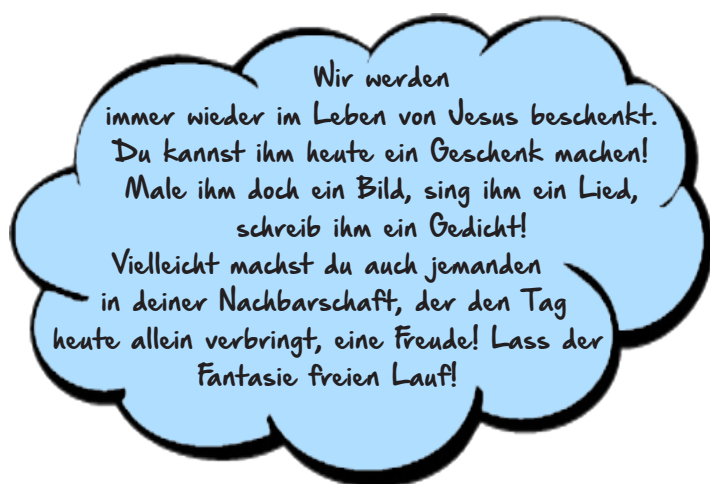 Wir werden
immer wieder im Leben von Jesus beschenkt.
Du kannst ihm heute ein Geschenk machen!
Male ihm doch ein Bild, sing ihm ein Lied,
schreib ihm ein Gedicht!
Vielleicht machst du auch jemanden
in deiner Nachbarschaft, der den Tag
heute allein verbringt, eine Freude! Lass der
Fantasie freien Lauf!